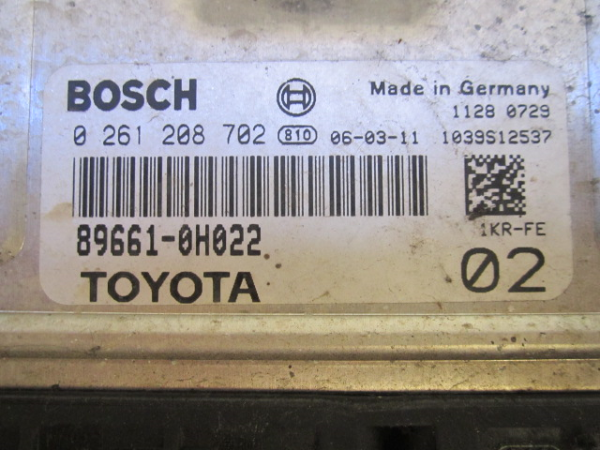 BOSCH Made in Germany
1128 0729
0 261 208 702 810 06-03-11 1039S12537
89661-0H022 1KR-FE
TOYOTA 02